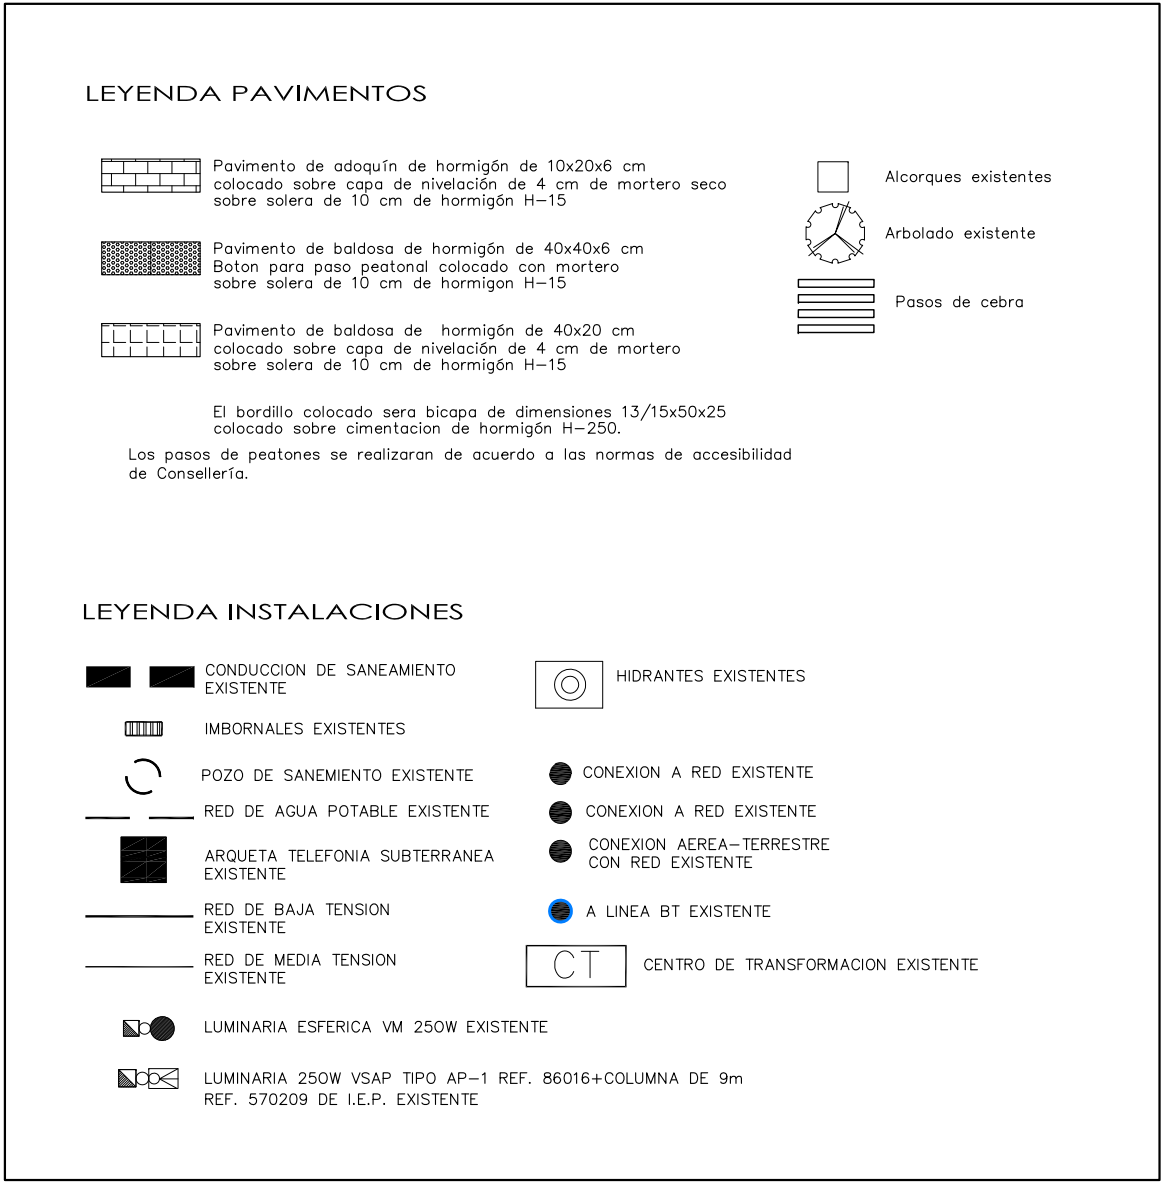 LEYENDA PAVIMENTOS
Pavimento de adoquín de hormigón de 10x20x6 cm
colocado sobre capa de nivelación de 4 cm de mortero seco
sobre solera de 10 cm de hormigón H-15
Pavimento de baldosa de hormigón de 40x40x6 cm
Boton para paso peatonal colocado con mortero
sobre solera de 10 cm de hormigon H-15
Pavimento de baldosa de hormigón de 40x20 cm
colocado sobre capa de nivelación de 4 cm de mortero
sobre solera de 10 cm de hormigón H-15
El bordillo colocado sera bicapa de dimensiones 13/15x50x25
colocado sobre cimentacion de hormigón H-250.
Los pasos de peatones se realizaran de acuerdo a las normas de accesibilidad
de Consellería.
Alcorques existentes
Arbolado existente
Pasos de cebra
LEYENDA INSTALACIONES
CONDUCCION DE SANEAMIENTO
EXISTENTE
IMBORNALES EXISTENTES
POZO DE SANEMIENTO EXISTENTE
RED DE AGUA POTABLE EXISTENTE
ARQUETA TELEFONIA SUBTERRANEA
EXISTENTE
RED DE BAJA TENSION
EXISTENTE
RED DE MEDIA TENSION
EXISTENTE
LUMINARIA ESFERICA VM 250W EXISTENTE
LUMINARIA 250W VSAP TIPO AP-1 REF. 86016+COLUMNA DE 9m
REF. 570209 DE I.E.P. EXISTENTE
HIDRANTES EXISTENTES
CONEXION A RED EXISTENTE
CONEXION A RED EXISTENTE
CONEXION AEREA-TERRESTRE
CON RED EXISTENTE
A LINEA BT EXISTENTE
CT
CENTRO DE TRANSFORMACION EXISTENTE